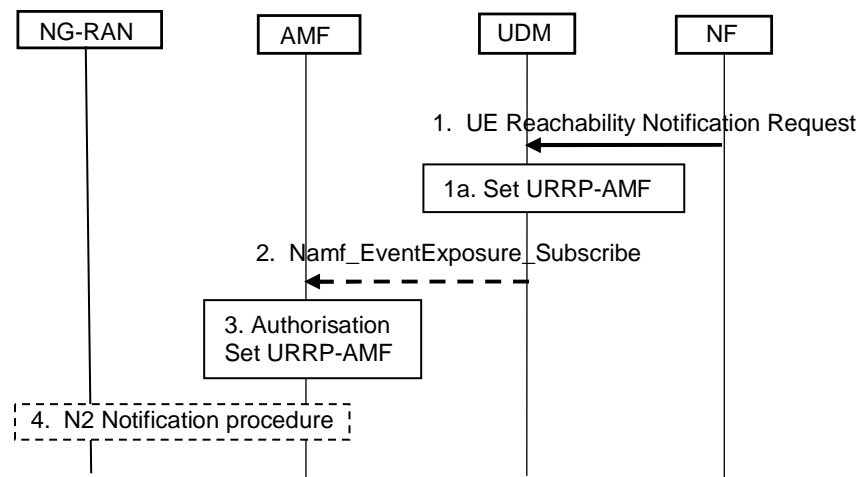 NG-RAN
AMF
UDM
NF
1. UE Reachability Notification Request
1a. Set URRP-AMF
2. Namf_EventExposure_Subscribe
3. Authorisation
Set URRP-AMF
4. N2 Notification procedure